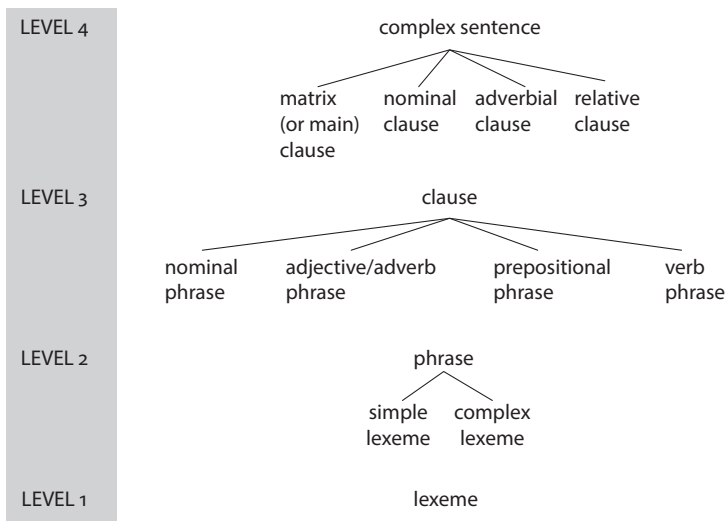 LEVEL 4 complex sentence
matrix nominal adverbial relative
(or main) clause clause clause
clause
LEVEL 3 clause
nominal adjective/adverb prepositional verb
phrase phrase phrase phrase
LEVEL 2 phrase
simple complex
lexeme lexeme
LEVEL 1 lexeme